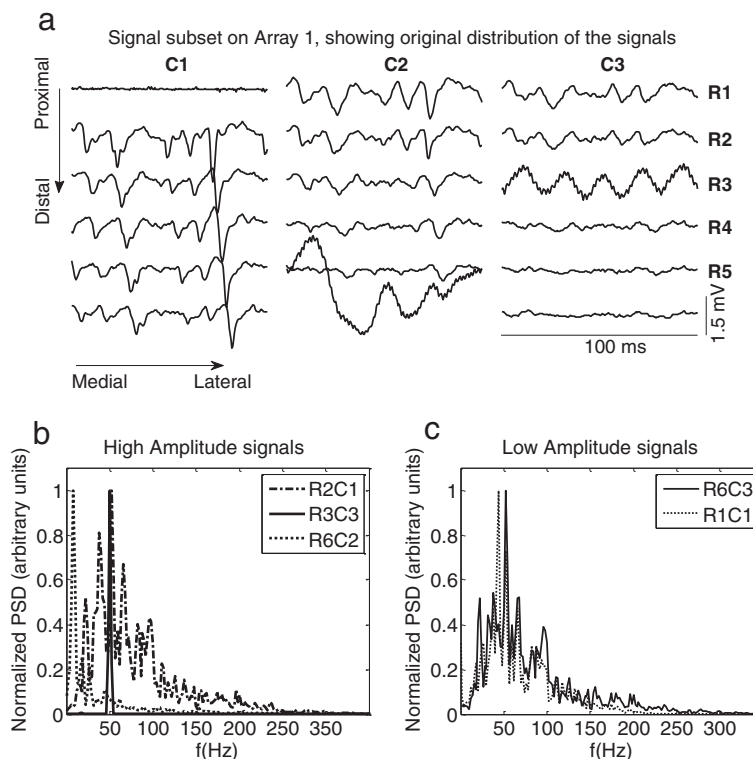 a
Signal subset on Array 1, showing original distribution of the signals
C1 C2 C3
Proximal
Distal
R1
R2
R3
R4
R5
1.5 mV
100 ms
Medial Lateral
b
High Amplitude signals
Normalized PSD (arbitrary units)
1
0.8
0.6
0.4
0.2
0
R2C1
R3C3
R6C2
50 100 150 200 250 300 350
f(Hz)
c
Low Amplitude signals
Normalized PSD (arbitrary units)
1
0.8
0.6
0.4
0.2
0
R6C3
R1C1
50 100 150 200 250 300
f(Hz)